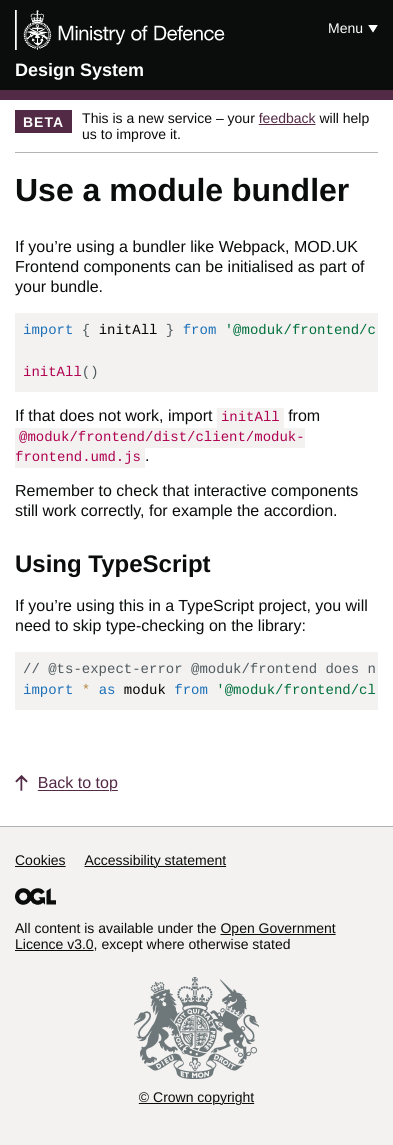 Ministry of Defence
Menu
Design System
BETA
This is a new service – your feedback will help
us to improve it.
Use a module bundler
If you’re using a bundler like Webpack, MOD.UK
Frontend components can be initialised as part of
your bundle.
import { initAll } from '@moduk/frontend/c
initAll()
If that does not work, import initAll from
@moduk/frontend/dist/client/moduk-
frontend.umd.js.
Remember to check that interactive components
still work correctly, for example the accordion.
Using TypeScript
If you’re using this in a TypeScript project, you will
need to skip type-checking on the library:
// @ts-expect-error @moduk/frontend does n
import * as moduk from '@moduk/frontend/cl
Back to top
Cookies Accessibility statement
OGL
All content is available under the Open Government
Licence v3.0, except where otherwise stated
DIEU ET MON DROIT
© Crown copyright